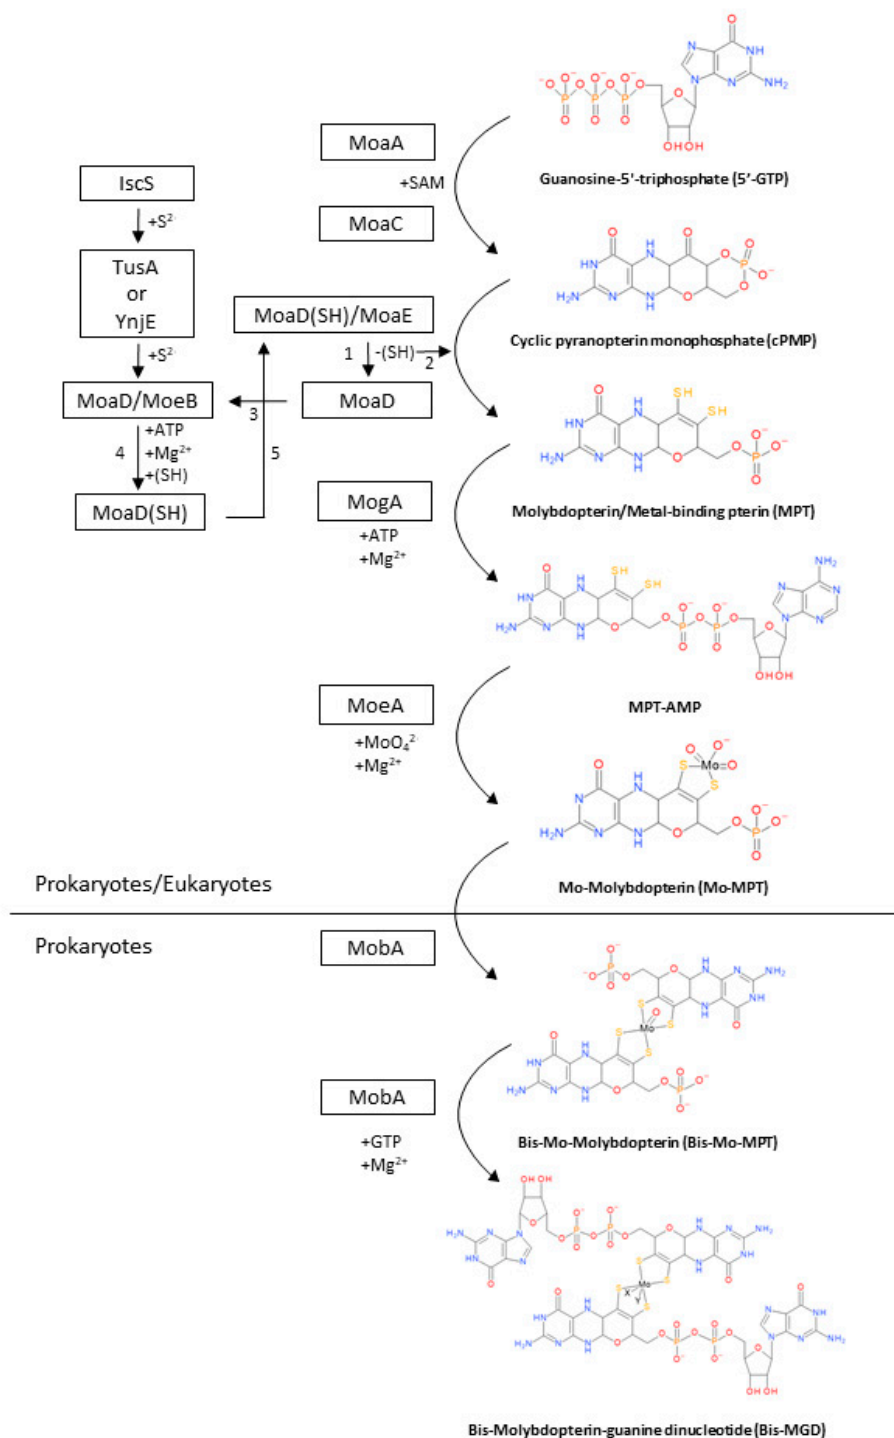 MoaA
+SAM
MoaC
Guanosine-5'-triphosphate (5'-GTP)
IscS
+S²⁻
TusA
or
YnjE
+S²⁻
MoaD(SH)/MoaE
1
-(SH)
2
Cyclic pyranopterin monophosphate (cPMP)
MoaD/MoeB
3
MoaD
4
+ATP
+Mg²⁺
+(SH)
5
MoaD(SH)
MogA
+ATP
+Mg²⁺
Molybdopterin/Metal-binding pterin (MPT)
MPT-AMP
MoeA
+MoO₄²⁻
+Mg²⁺
Mo-Molybdopterin (Mo-MPT)
Prokaryotes/Eukaryotes
Prokaryotes
MobA
MobA
+GTP
+Mg²⁺
Bis-Mo-Molybdopterin (Bis-Mo-MPT)
Bis-Molybdopterin-guanine dinucleotide (Bis-MGD)